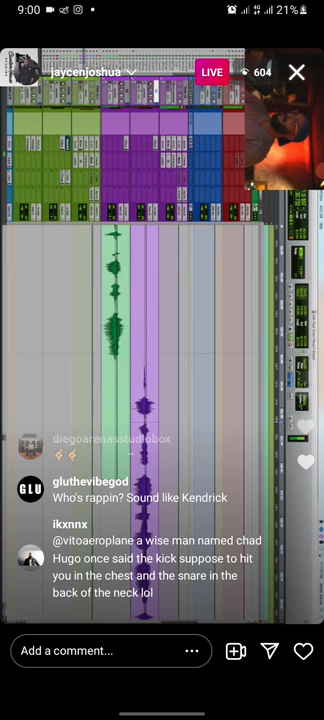 9:00
21%
jaycenjoshua
LIVE
604
diegoarenasstudiobox
gluthevibegod
Who's rappin? Sound like Kendrick
GLU
ikxnnx
@vitoaeroplane a wise man named chad
Hugo once said the kick suppose to hit
you in the chest and the snare in the
back of the neck lol
Add a comment...